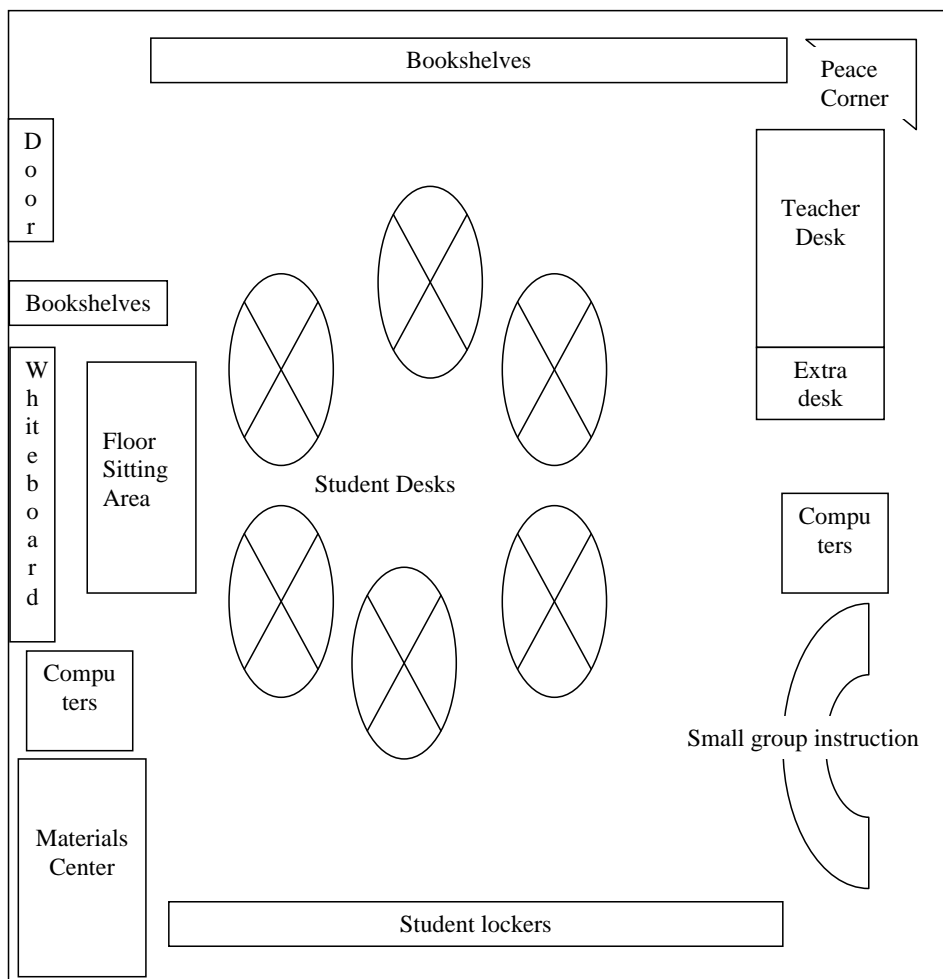 Bookshelves
Peace
Corner
D
o
o
r
Teacher
Desk
Bookshelves
W
h
it
e
b
o
a
r
d
Floor
Sitting
Area
Extra
desk
Student Desks
Compu
ters
Compu
ters
Small group instruction
Materials
Center
Student lockers